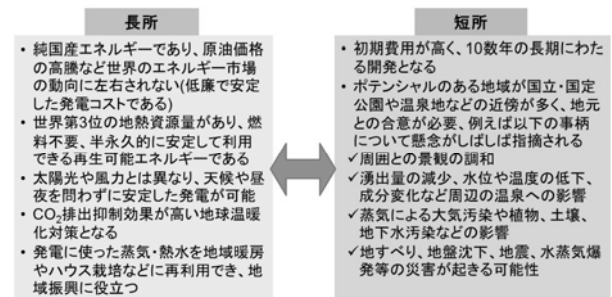 長所
・ 純国産エネルギーであり、原油価格
の高騰など世界のエネルギー市場
の動向に左右されない(低廉で安定
した発電コストである)
・ 世界第3位の地熱資源量があり、燃
料不要、半永久的に安定して利用
できる再生可能エネルギーである
・ 太陽光や風力とは異なり、天候や昼
夜を問わずに安定した発電が可能
・ CO₂排出抑制効果が高い地球温暖
化対策となる
・ 発電に使った蒸気・熱水を地域暖房
やハウス栽培などに再利用でき、地
域振興に役立つ
短所
・ 初期費用が高く、10数年の長期にわた
る開発となる
・ ポテンシャルのある地域が国立・国定
公園や温泉地などの近傍が多く、地元
との合意が必要、例えば以下の事柄
について懸念がしばしば指摘される
✓周囲との景観の調和
✓湧出量の減少、水位や温度の低下、
成分変化など周辺の温泉への影響
✓蒸気による大気汚染や植物、土壌、
地下水汚染などの影響
✓地すべり、地盤沈下、地震、水蒸気爆
発等の災害が起きる可能性